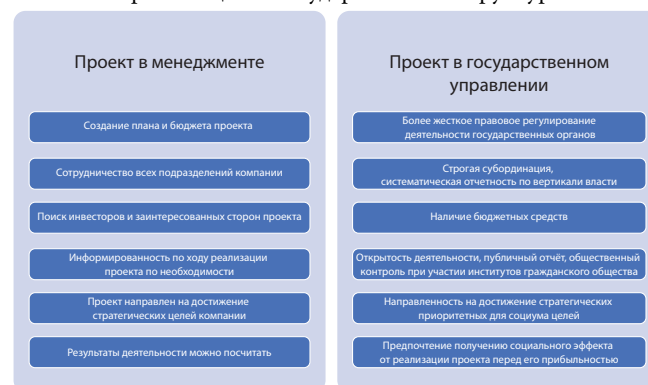 Проект в менеджменте
Создание плана и бюджета проекта
Сотрудничество всех подразделений компании
Поиск инвесторов и заинтересованных сторон проекта
Информированность по ходу реализации
проекта по необходимости
Проект направлен на достижение
стратегических целей компании
Результаты деятельности можно посчитать
Проект в государственном
управлении
Более жесткое правовое регулирование
деятельности государственных органов
Строгая субординация,
систематическая отчетность по вертикали власти
Наличие бюджетных средств
Открытость деятельности, публичный отчёт, общественный
контроль при участии институтов гражданского общества
Направленность на достижение стратегических
приоритетных для социума целей
Предпочтение получению социального эффекта
от реализации проекта перед его прибыльностью